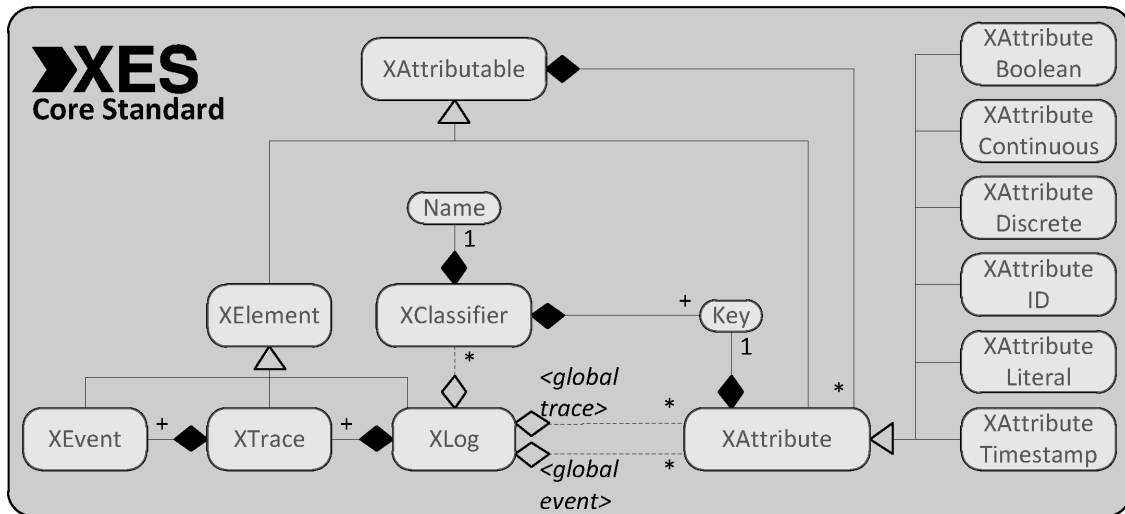 XES
Core Standard
XAttributable
XAttribute
Boolean
XAttribute
Continuous
Name
1
XAttribute
Discrete
XElement
XClassifier
+
Key
1
XAttribute
ID
*
<global
trace>
*
*
XAttribute
Literal
XEvent
+
XTrace
+
XLog
XAttribute
*
<global
event>
XAttribute
Timestamp